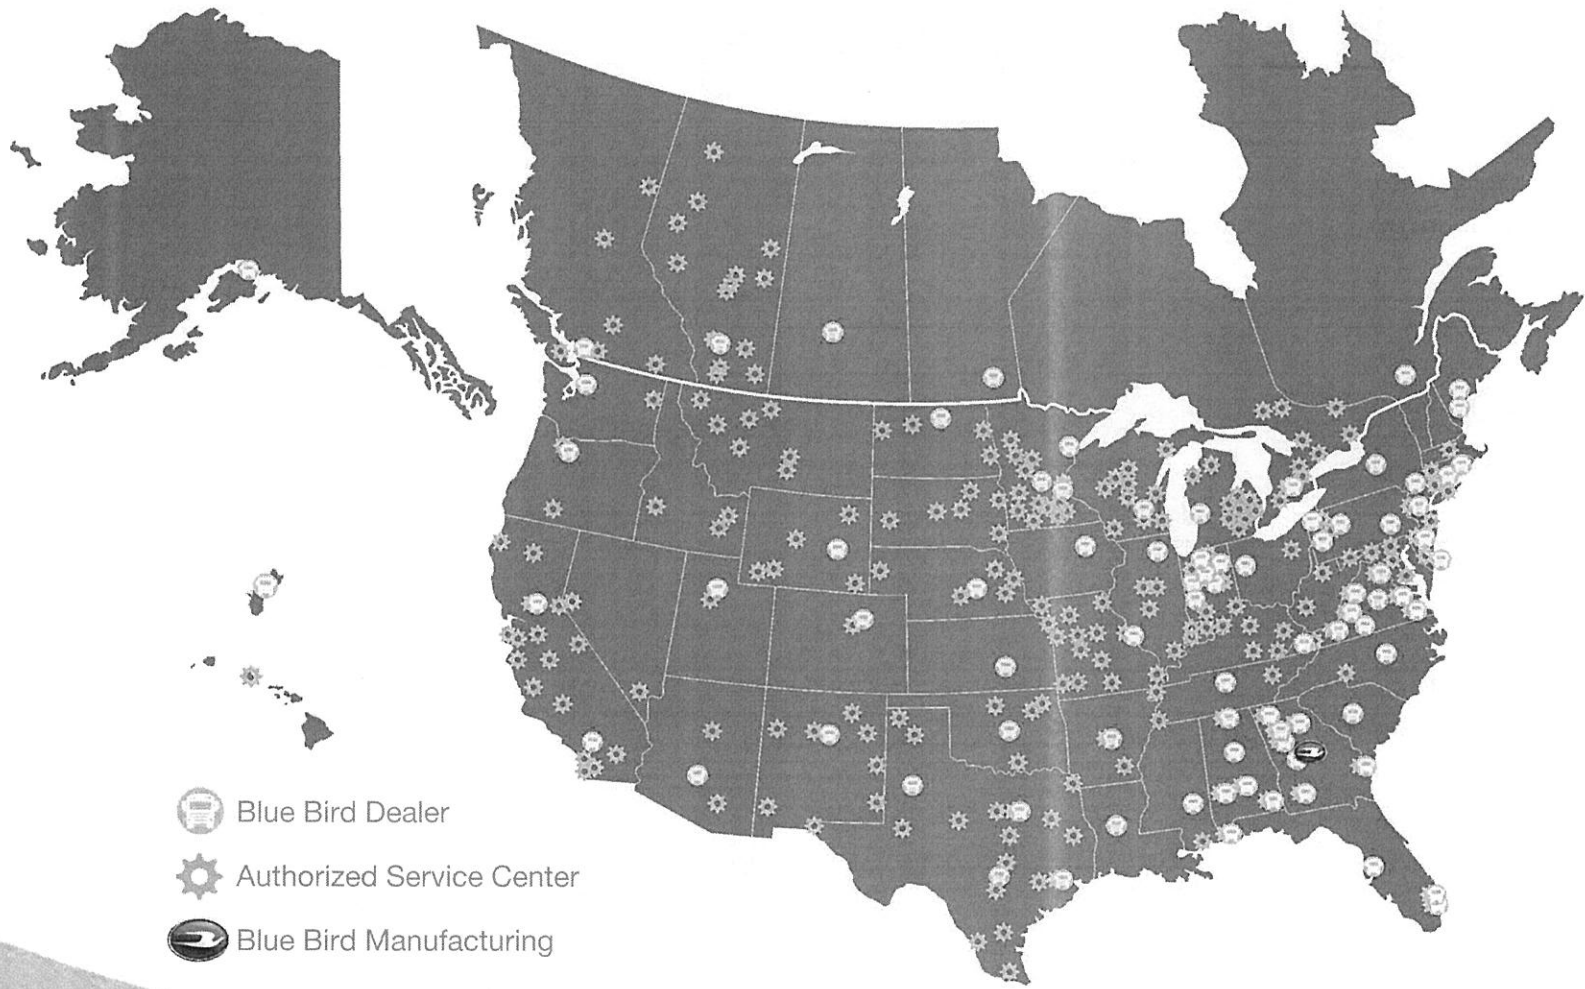 Blue Bird Dealer
Authorized Service Center
Blue Bird Manufacturing